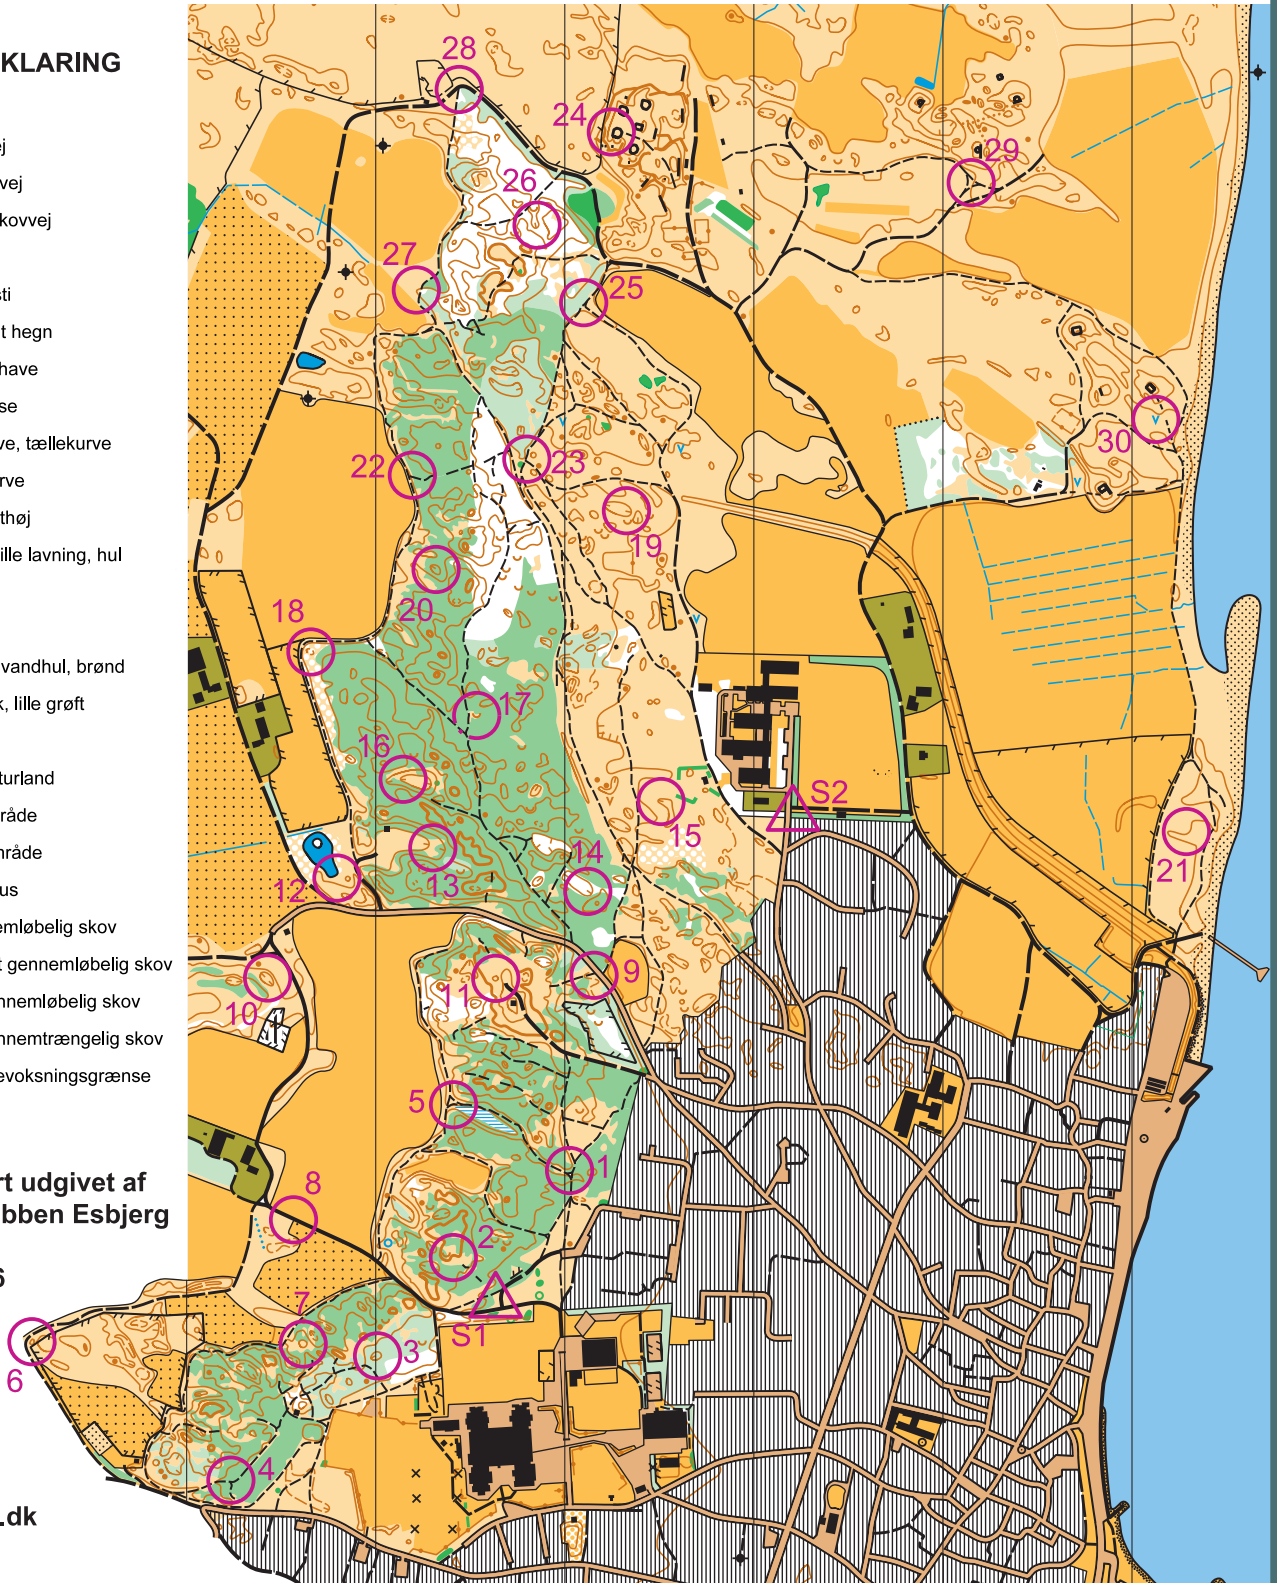 KLARING
ej
vej
kovvej
sti
t hegn
have
se
ve, tællekurve
rve
thøj
lille lavning, hul
vandhul, brønd
k, lille grøft
turland
råde
mråde
us
emløbelig skov
t gennemløbelig skov
nnemløbelig skov
nnemtrængelig skov
evoksningsgrænse
rt udgivet af
bben Esbjerg
6
.dk
28
24
29
26
27
25
30
22
23
19
20
18
17
16
S2
15
21
13
14
12
9
11
10
5
1
8
2
7
S1
3
6
4